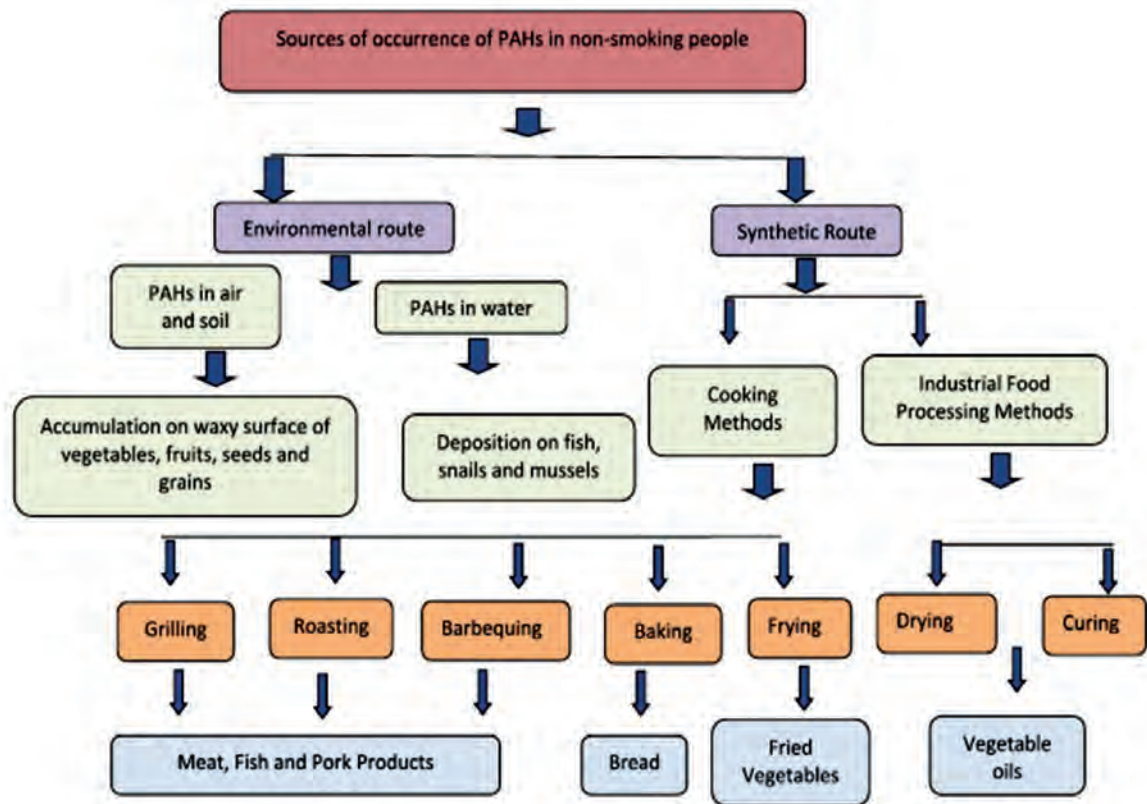 Sources of occurrence of PAHs in non-smoking people
Environmental route
Synthetic Route
PAHs in air
and soil
PAHs in water
Cooking
Methods
Industrial Food
Processing Methods
Accumulation on waxy surface of
vegetables, fruits, seeds and
grains
Deposition on fish,
snails and mussels
Grilling
Roasting
Barbequing
Baking
Frying
Drying
Curing
Meat, Fish and Pork Products
Bread
Fried
Vegetables
Vegetable
oils